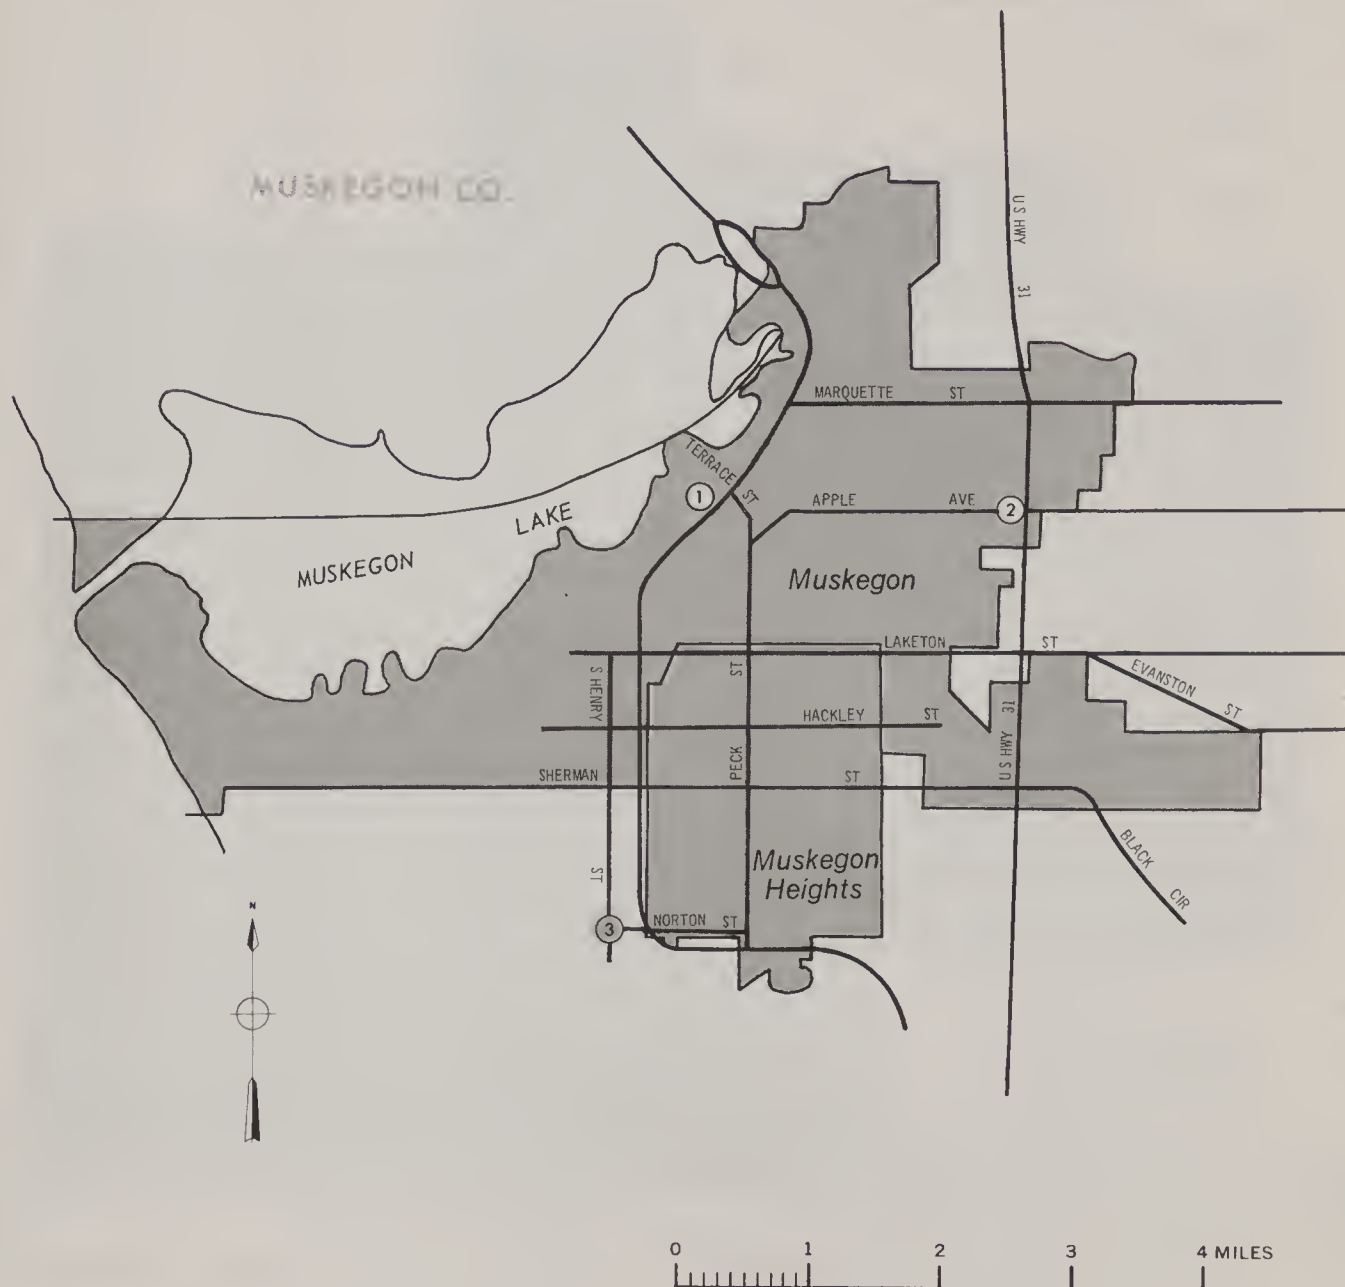 MUSKEGON CO.
US HWY 31
MARQUETTE ST
TERRACE ST
1
APPLE AVE
2
LAKE
MUSKEGON
Muskegon
LAKETON ST
S HENRY ST
EVANSTON ST
HACKLEY ST
PECK ST
US HWY 31
SHERMAN ST
BLACK CIR
Muskegon
Heights
NORTON ST
3
N
0 1 2 3 4 MILES